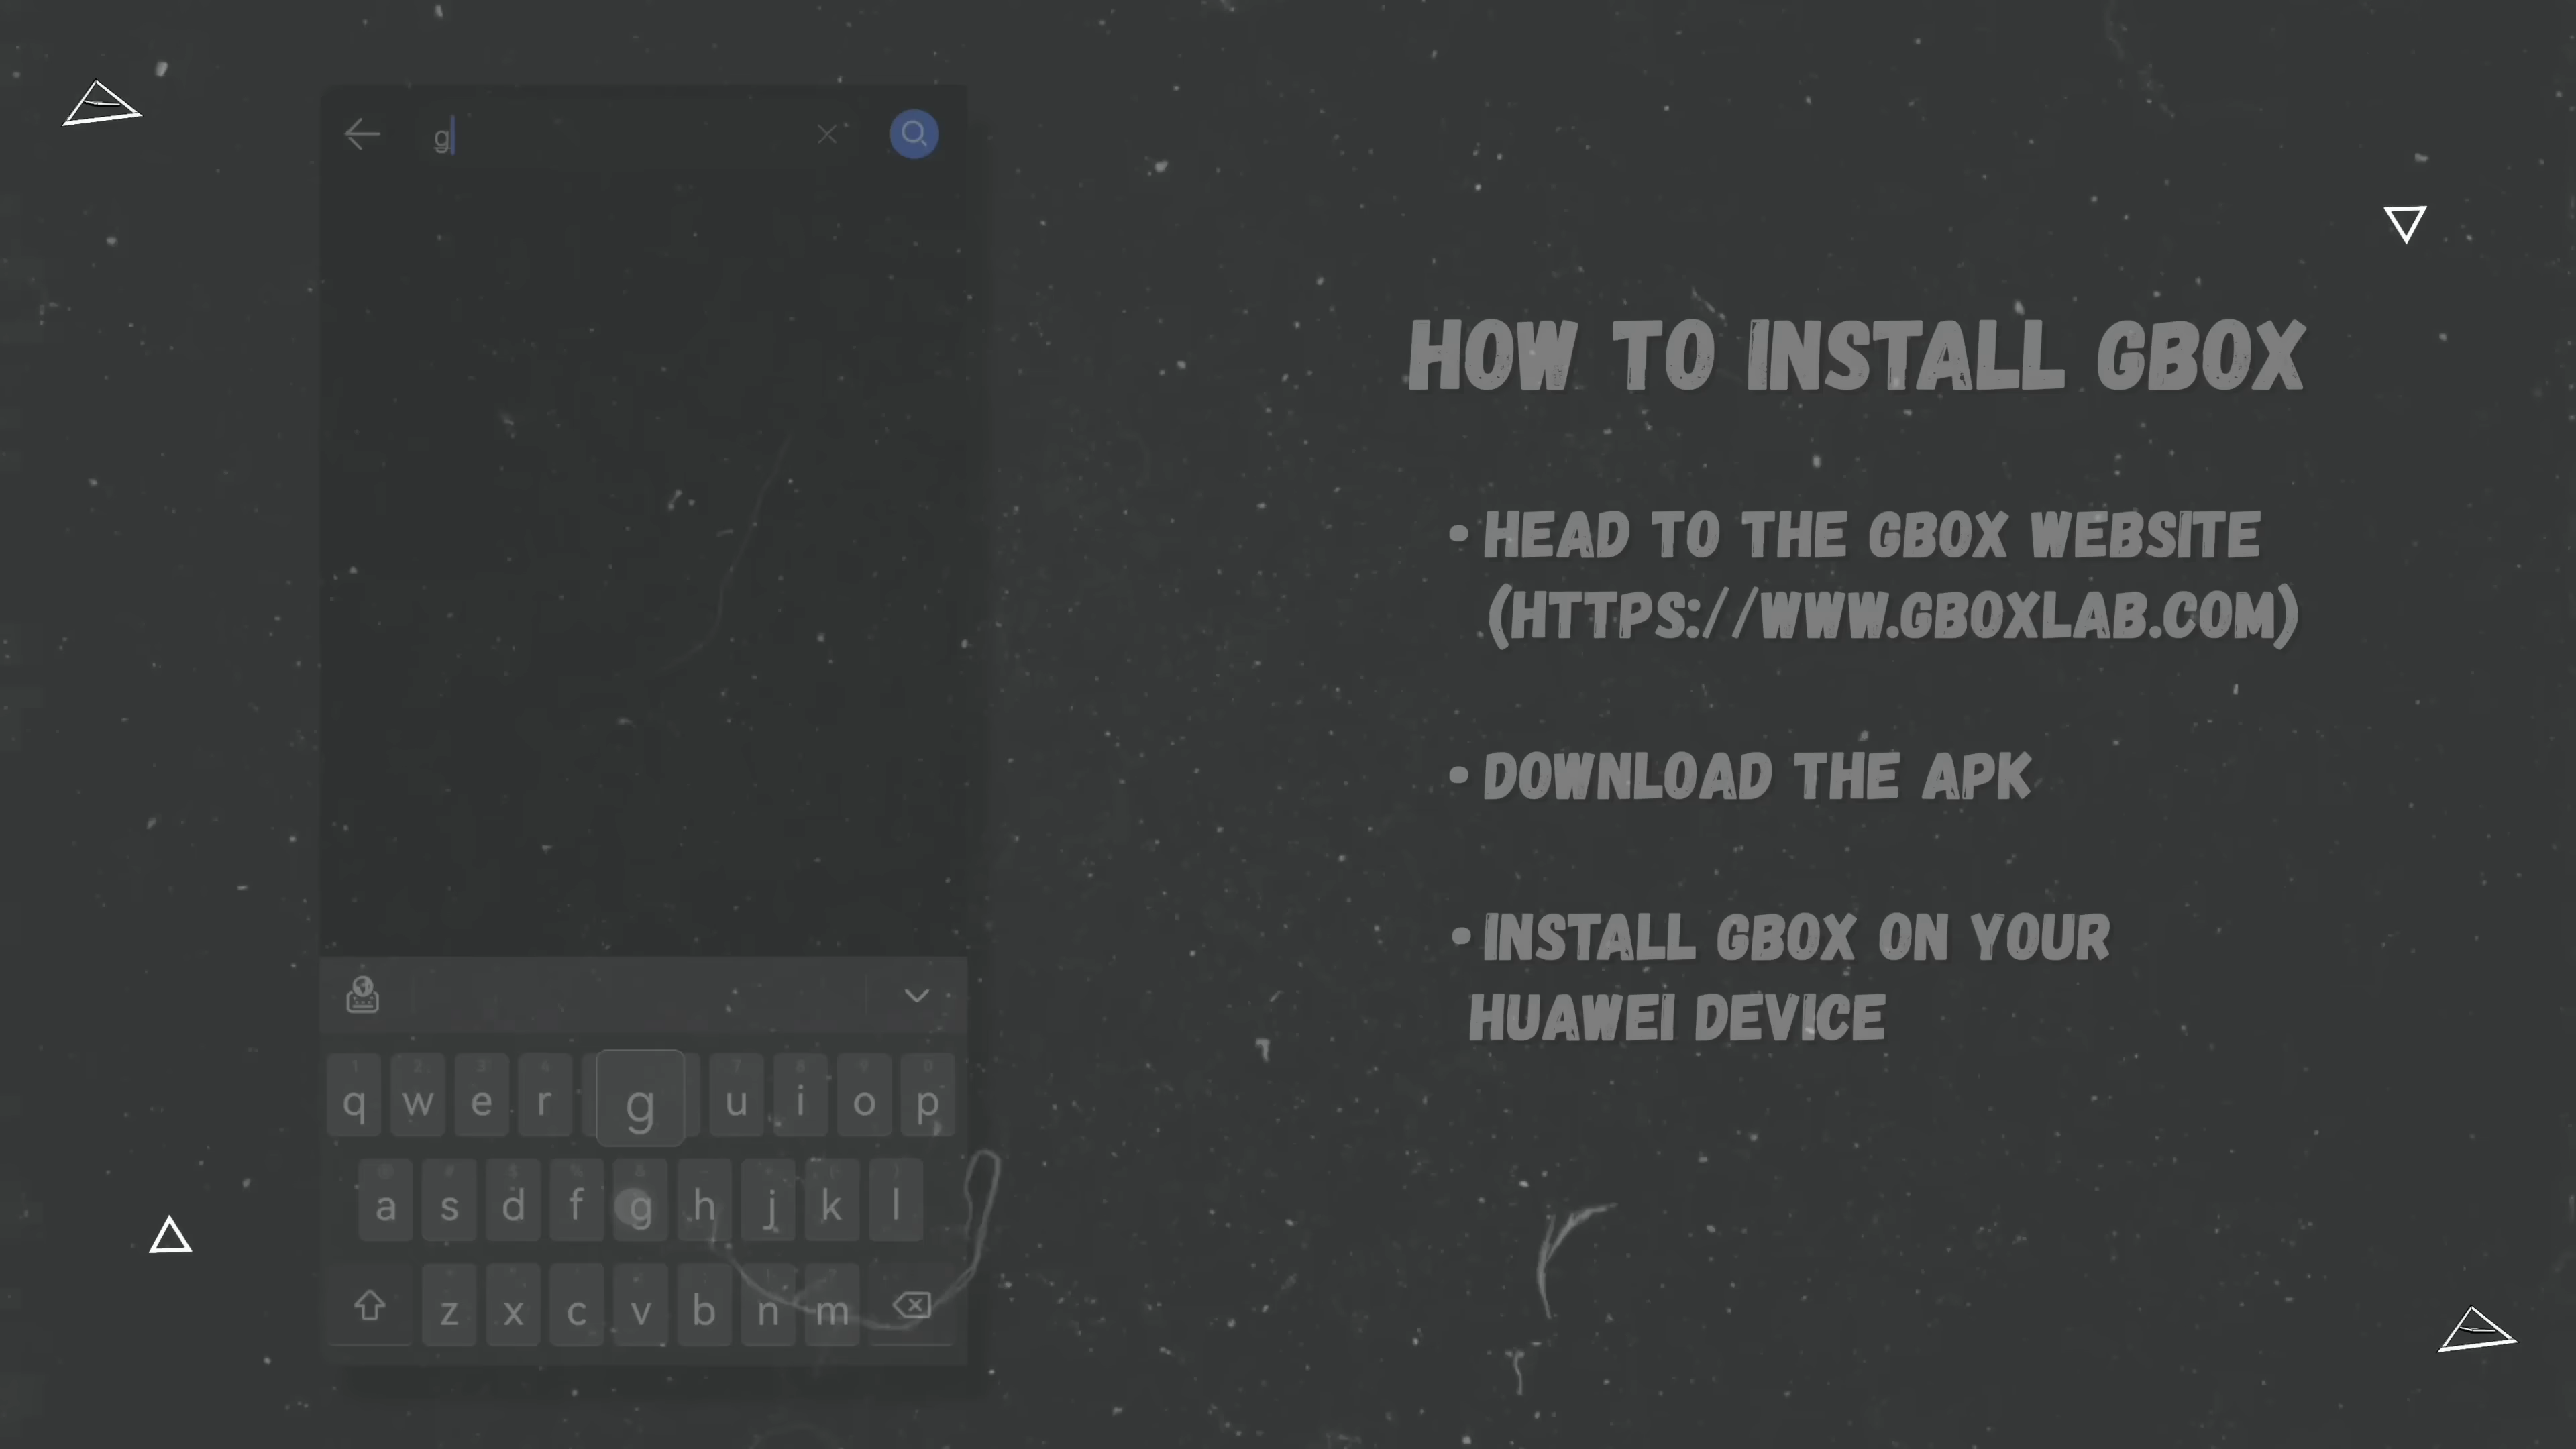 g
HOW TO INSTALL GBOX
• HEAD TO THE GBOX WEBSITE
(HTTPS://WWW.GBOXLAB.COM)
• DOWNLOAD THE APK
• INSTALL GBOX ON YOUR
HUAWEI DEVICE
q w e r g u i o p
a s d f g h j k l
z x c v b n m